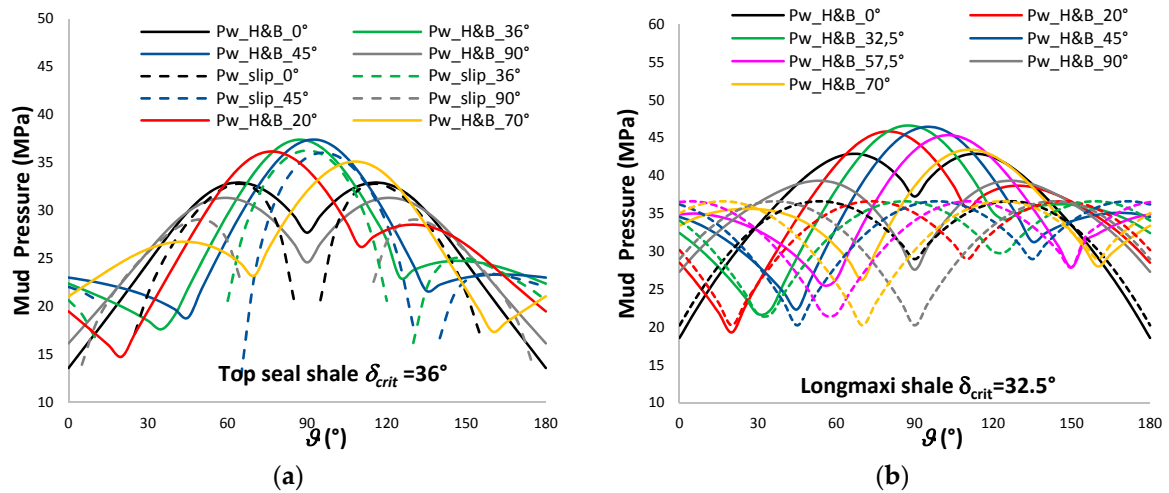 50
45
40
35
30
25
20
15
10
Mud Pressure (MPa)
Pw_H&B_0° Pw_H&B_36°
Pw_H&B_45° Pw_H&B_90°
Pw_slip_0° Pw_slip_36°
Pw_slip_45° Pw_slip_90°
Pw_H&B_20° Pw_H&B_70°
Top seal shale δcrit =36°
0 30 60 90 120 150 180
ϑ (°)
(a)
60
55
50
45
40
35
30
25
20
15
10
Mud Pressure (MPa)
Pw_H&B_0° Pw_H&B_20°
Pw_H&B_32,5° Pw_H&B_45°
Pw_H&B_57,5° Pw_H&B_90°
Pw_H&B_70°
Longmaxi shale δcrit=32.5°
0 30 60 90 120 150 180
ϑ (°)
(b)